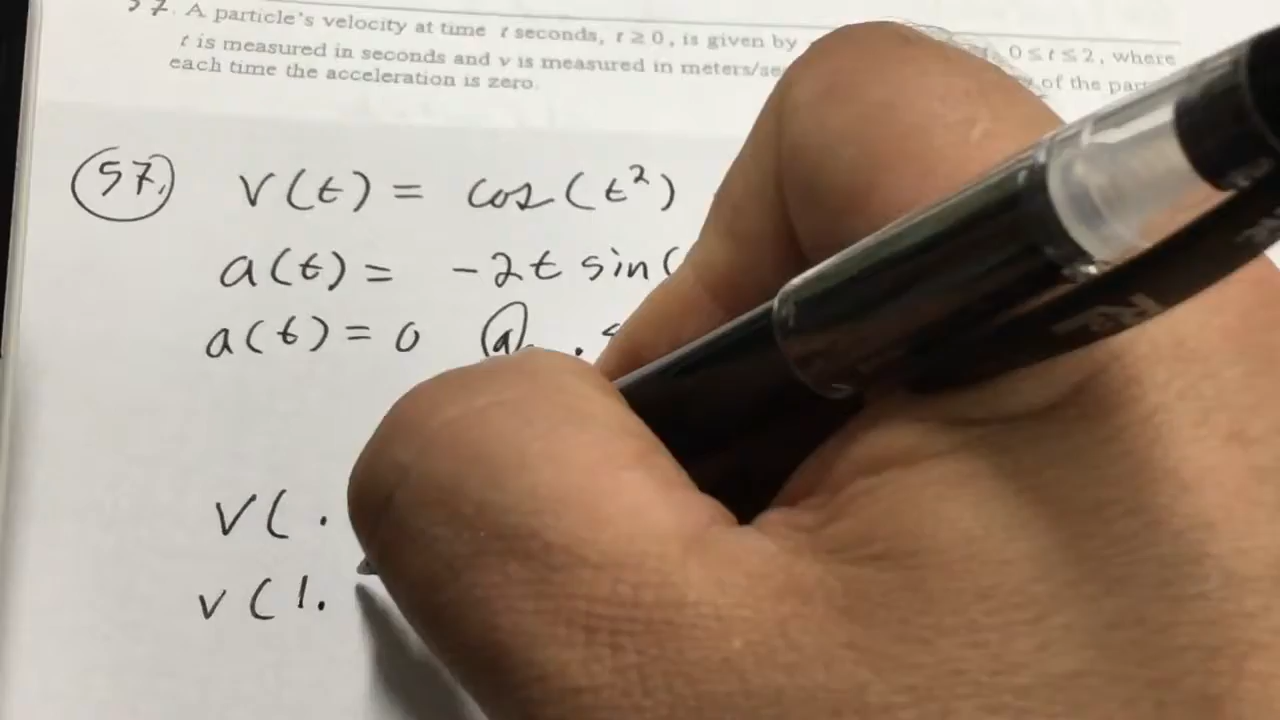 57. A particle's velocity at time t seconds, t ≥ 0, is given by 0 ≤ t ≤ 2, where
t is measured in seconds and v is measured in meters/se of the par
each time the acceleration is zero.
57. v(t) = cos(t²)
a(t) = -2t sin(
a(t) = 0 @ .
v( .
v( 1.